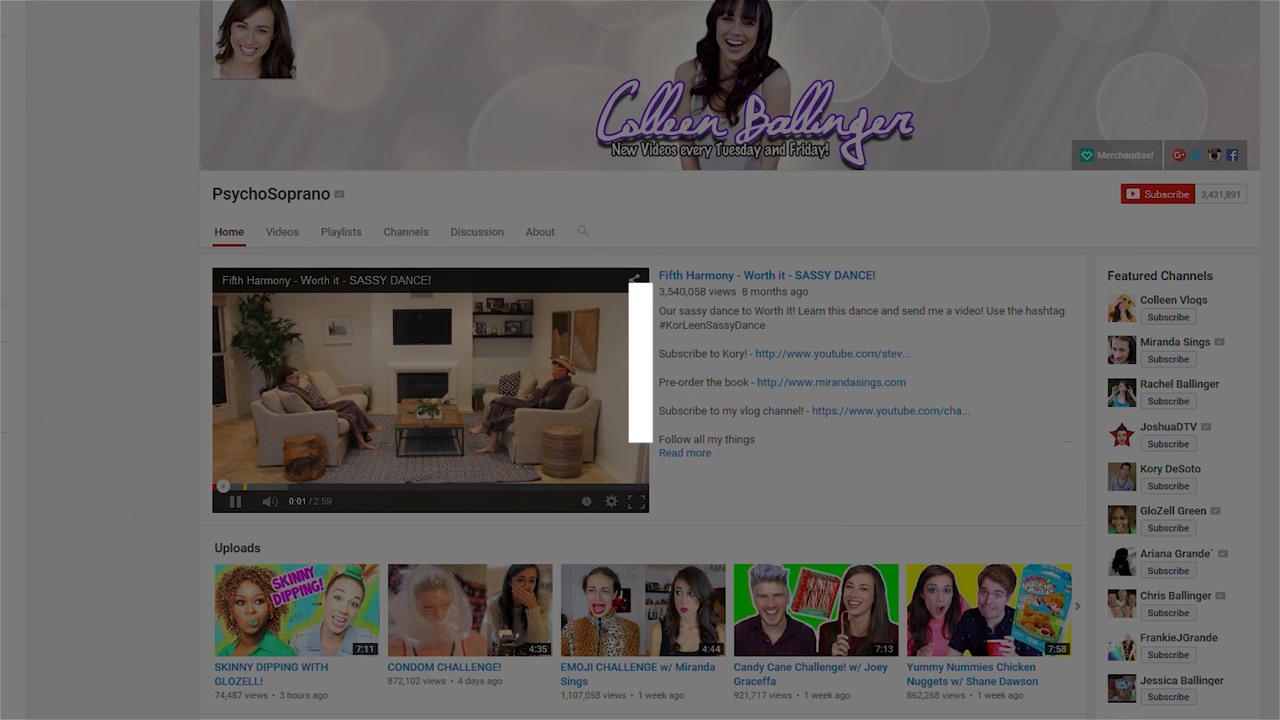 Colleen Ballinger
New Videos every Tuesday and Friday!
Merchandise!
PsychoSoprano
Subscribe 3,431,891
Home Videos Playlists Channels Discussion About
Fifth Harmony - Worth it - SASSY DANCE!
0:01 / 2:59
Fifth Harmony - Worth it - SASSY DANCE!
3,540,058 views 8 months ago
Our sassy dance to Worth it! Learn this dance and send me a video! Use the hashtag
#KorLeenSassyDance
Subscribe to Kory! - http://www.youtube.com/stev...
Pre-order the book - http://www.mirandasings.com
Subscribe to my vlog channel! - https://www.youtube.com/cha...
Follow all my things ...
Read more
Featured Channels
Colleen Vlogs
Subscribe
Miranda Sings
Subscribe
Rachel Ballinger
Subscribe
JoshuaDTV
Subscribe
Kory DeSoto
Subscribe
GloZell Green
Subscribe
Ariana Grande`
Subscribe
Chris Ballinger
Subscribe
FrankieJGrande
Subscribe
Jessica Ballinger
Subscribe
Uploads
SKINNY
DIPPING!
7:11
SKINNY DIPPING WITH
GLOZELL!
74,487 views • 3 hours ago
4:35
CONDOM CHALLENGE!
872,102 views • 4 days ago
4:44
EMOJI CHALLENGE w/ Miranda
Sings
1,107,058 views • 1 week ago
7:13
Candy Cane Challenge! w/ Joey
Graceffa
921,717 views • 1 week ago
7:58
Yummy Nummies Chicken
Nuggets w/ Shane Dawson
862,268 views • 1 week ago